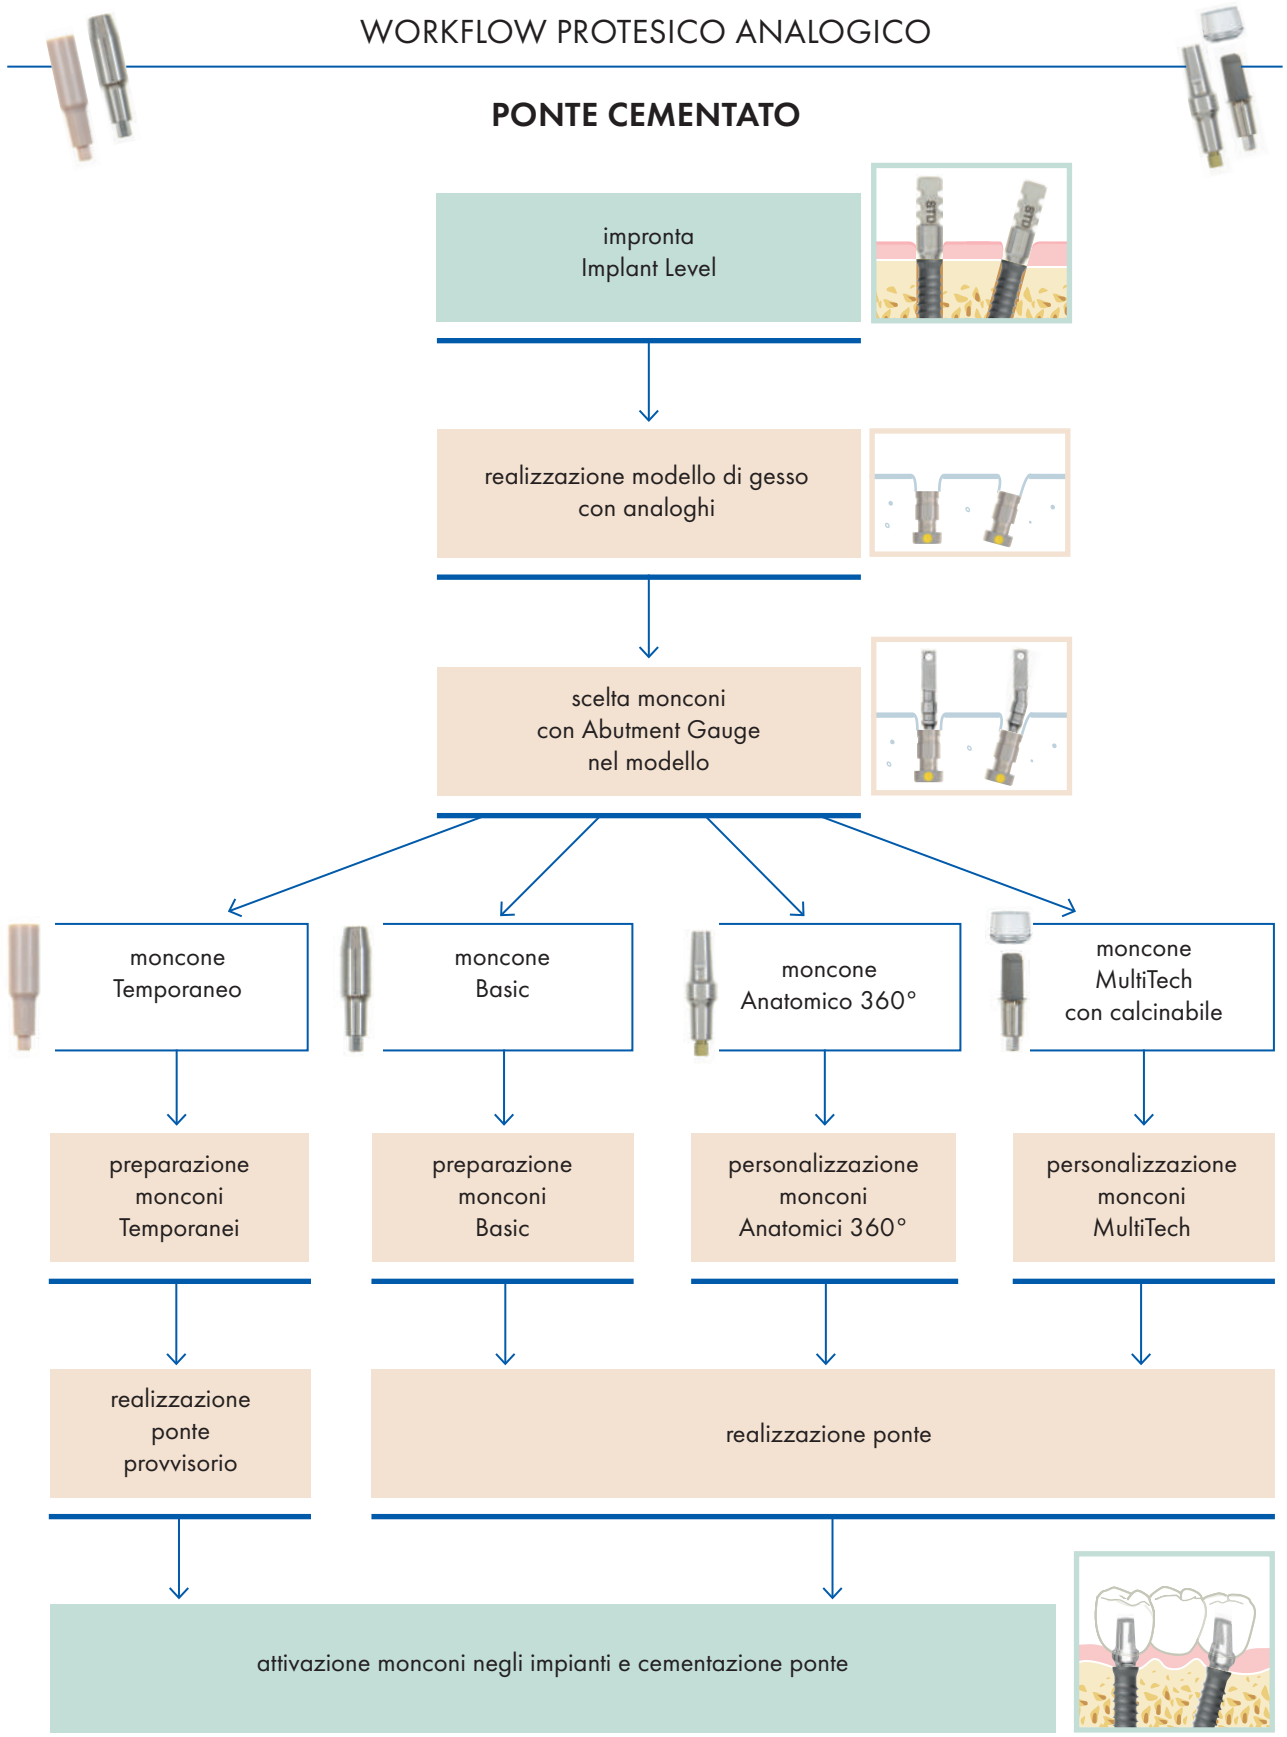 WORKFLOW PROTESICO ANALOGICO
PONTE CEMENTATO
impronta
Implant Level
STD
STD
realizzazione modello di gesso
con analoghi
scelta monconi
con Abutment Gauge
nel modello
moncone
Temporaneo
moncone
Basic
moncone
Anatomico 360°
moncone
MultiTech
con calcinabile
preparazione
monconi
Temporanei
preparazione
monconi
Basic
personalizzazione
monconi
Anatomici 360°
personalizzazione
monconi
MultiTech
realizzazione
ponte
provvisorio
realizzazione ponte
attivazione monconi negli impianti e cementazione ponte